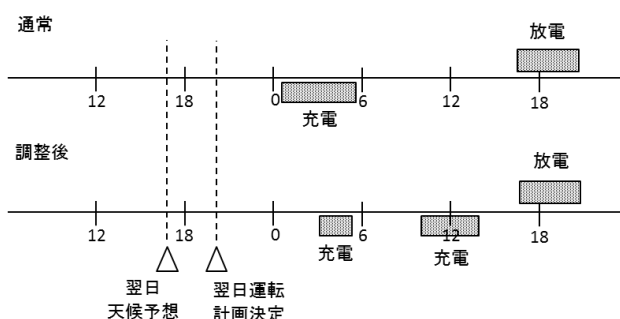 通常
放電
12 18 0 6 12 18
充電
調整後
放電
12 18 0 6 12 18
充電 充電
翌日 翌日運転
天候予想 計画決定